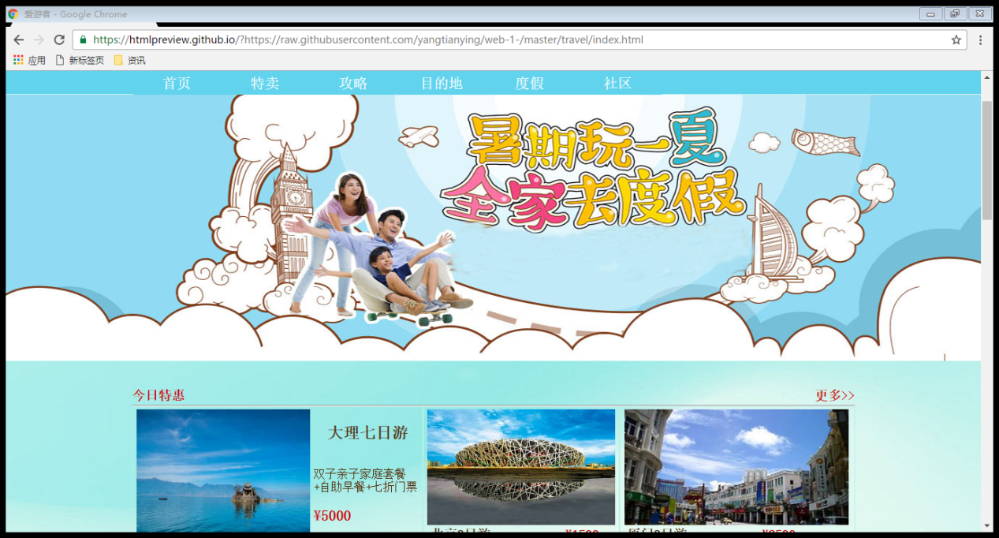 爱游者 - Google Chrome
https://htmlpreview.github.io/?https://raw.githubusercontent.com/yangtianying/web-1-/master/travel/index.html
应用 新标签页 资讯
首页 特卖 攻略 目的地 度假 社区
暑期玩一夏
全家去度假
今日特惠 更多>>
大理七日游
双子亲子家庭套餐
+自助早餐+七折门票
¥5000